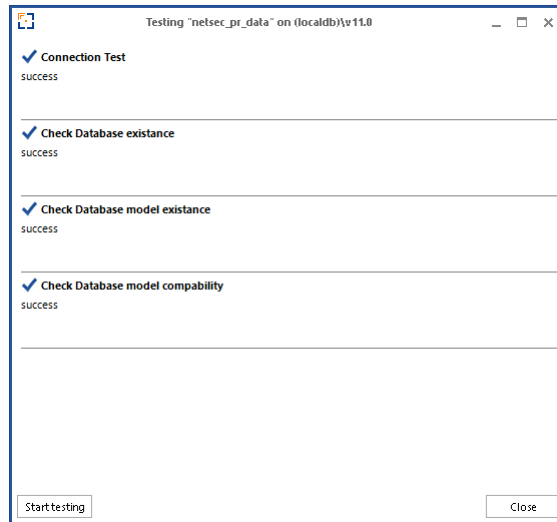 Testing "netsec_pr_data" on (localdb)\v11.0
Connection Test
success
Check Database existance
success
Check Database model existance
success
Check Database model compability
success
Start testing
Close